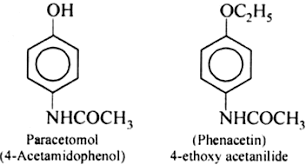 OH
NHCOCH₃
Paracetomol
(4-Acetamidophenol)
OC₂H₅
NHCOCH₃
(Phenacetin)
4-ethoxy acetanilide